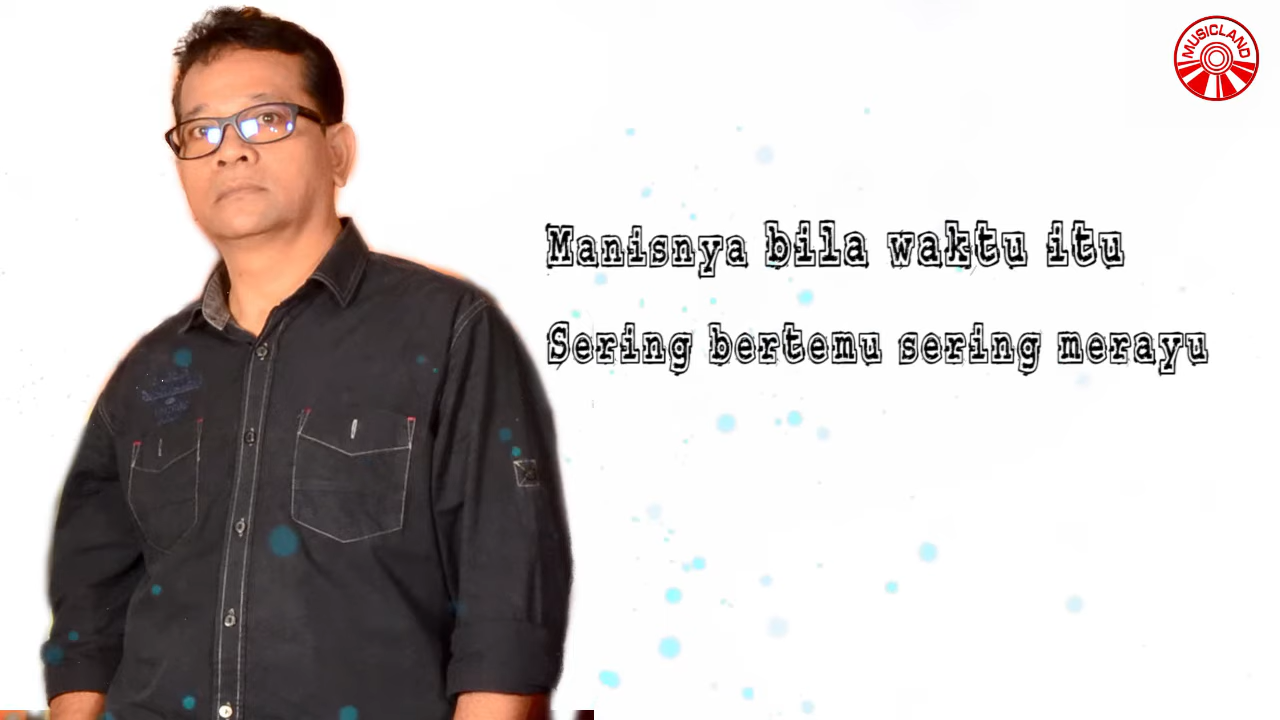 MUSICLAND
Manisnya bila waktu itu
Sering bertemu sering merayu